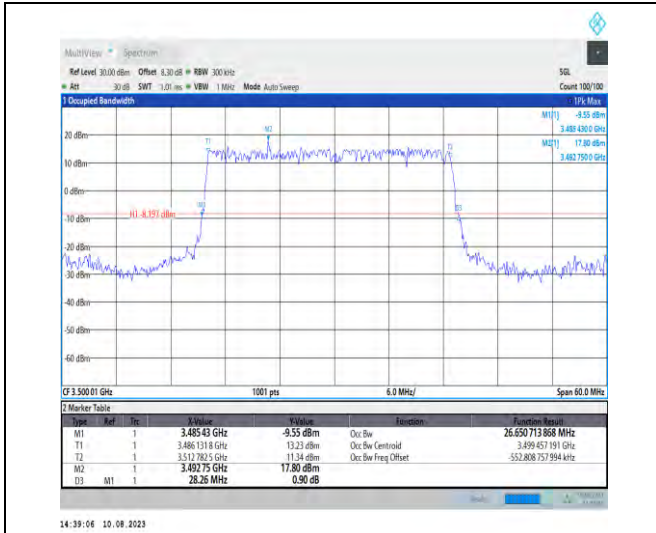 MultiView Spectrum
Ref Level 30.00 dBm Offset 8.30 dB RBW 300 kHz SGL
Att 30 dB SWT 1.01 ms VBW 1 MHz Mode Auto Sweep Count 100/100
1 Occupied Bandwidth 1Pk Max
M1[1] -9.55 dBm
3.485 430 0 GHz
M2[1] 17.80 dBm
3.492 750 0 GHz
M2
20 dBm
T1 T2
10 dBm
0 dBm
M1 D3
-10 dBm
H1 -8.197 dBm
-20 dBm
-30 dBm
-40 dBm
-50 dBm
-60 dBm
CF 3.500 01 GHz 1001 pts 6.0 MHz/ Span 60.0 MHz
2 Marker Table
Type Ref Trc X-Value Y-Value Function Function Result
M1 1 3.485 43 GHz -9.55 dBm Occ Bw 26.650 713 868 MHz
T1 1 3.486 131 8 GHz 13.23 dBm Occ Bw Centroid 3.499 457 191 GHz
T2 1 3.512 782 5 GHz 11.34 dBm Occ Bw Freq Offset -552.808 757 994 kHz
M2 1 3.492 75 GHz 17.80 dBm
D3 M1 1 28.26 MHz 0.90 dB
14:39:06 10.08.2023